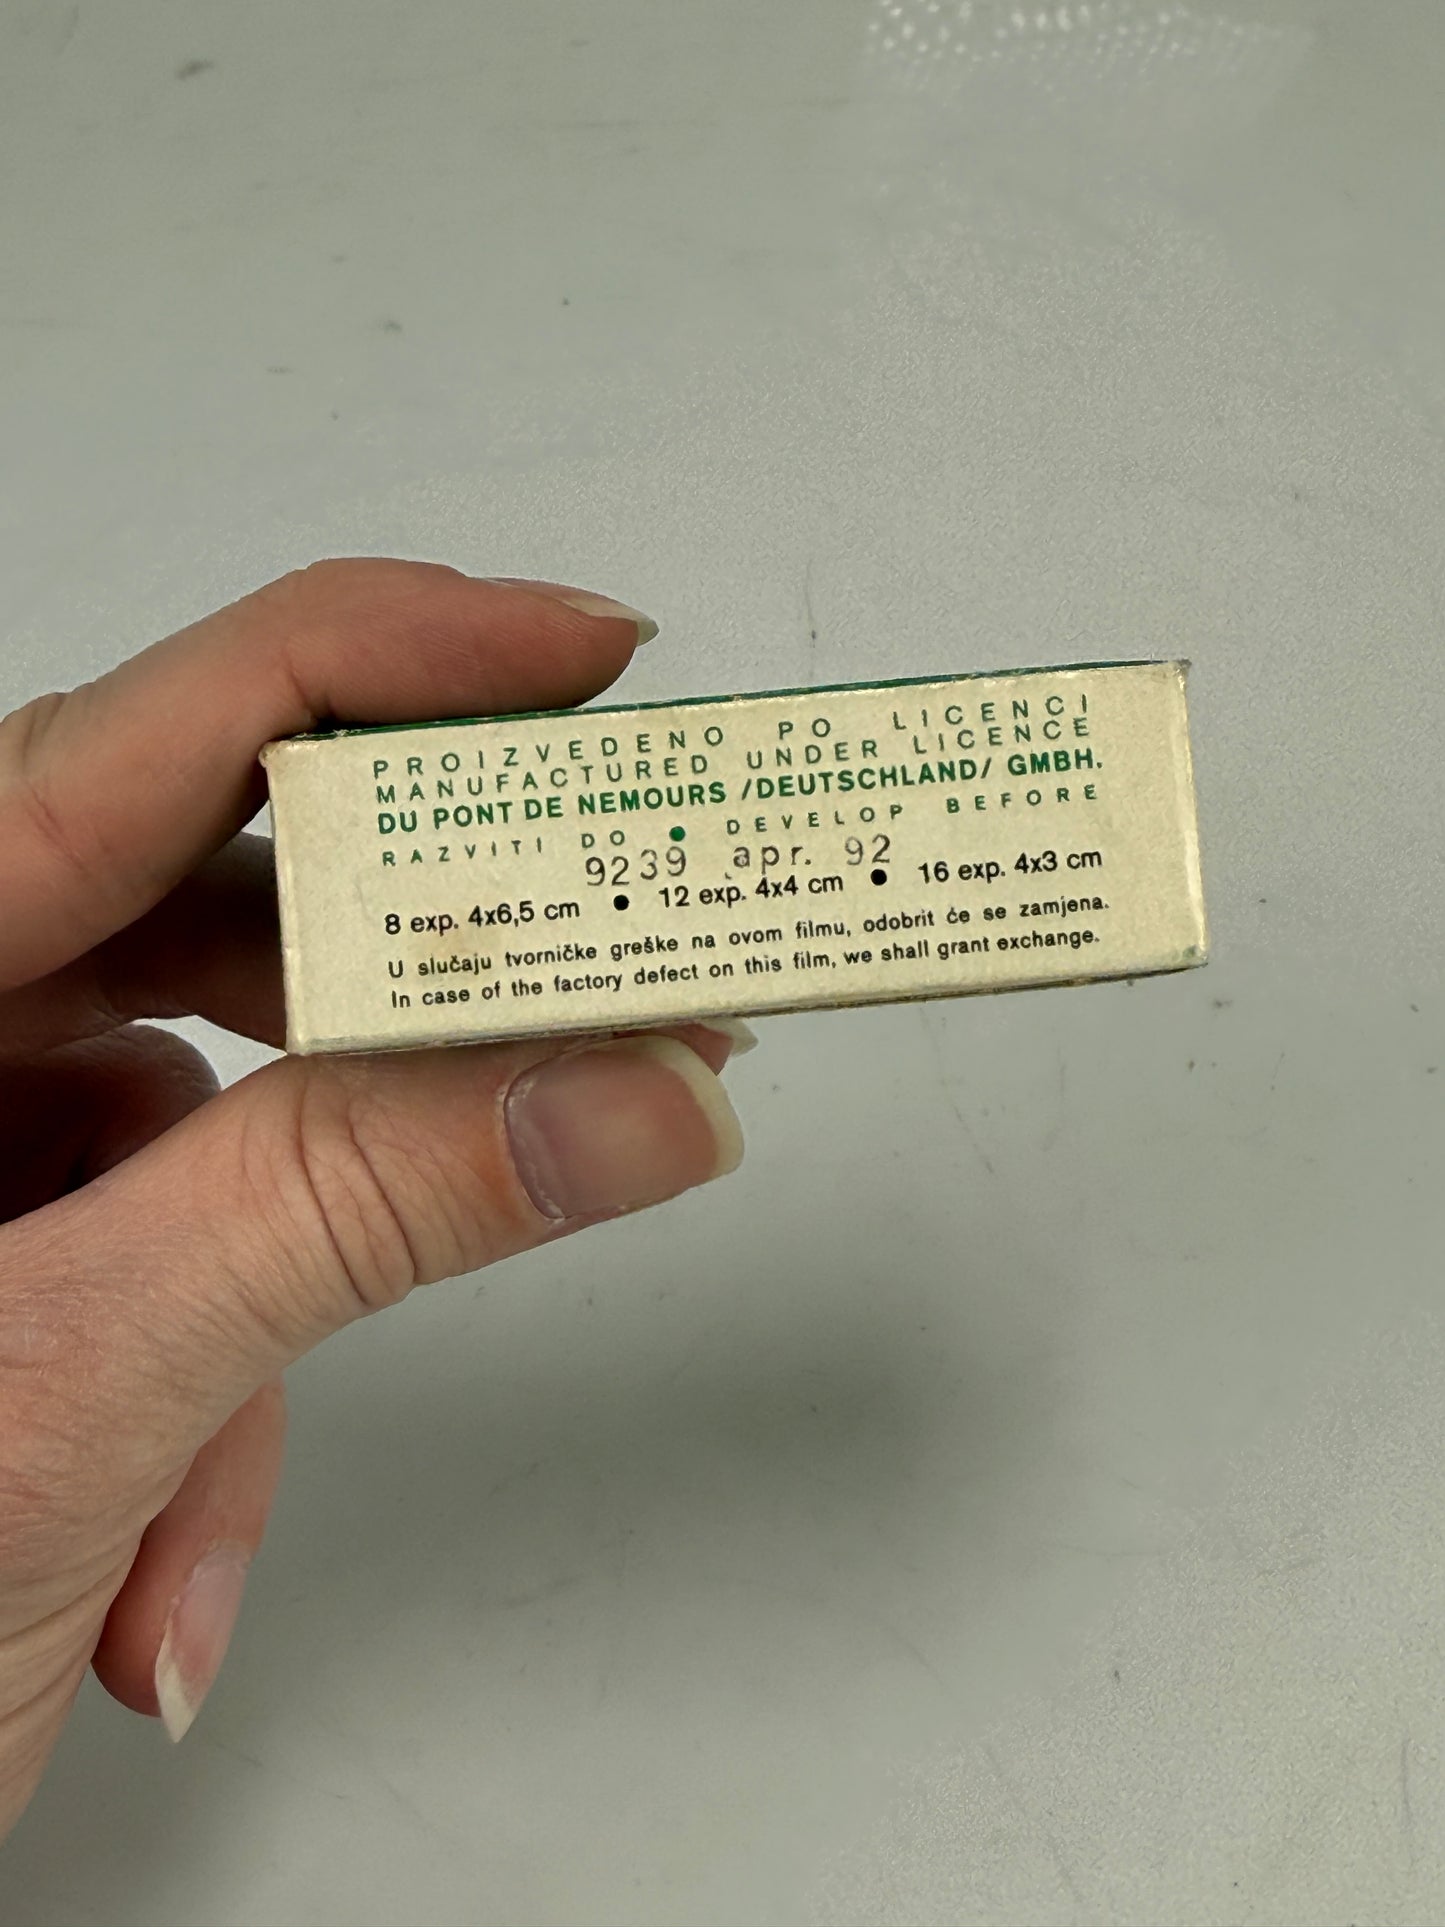 PROIZVEDENO PO LICENCI
MANUFACTURED UNDER LICENCE
DU PONT DE NEMOURS /DEUTSCHLAND/ GMBH.
RAZVITI DO ● DEVELOP BEFORE
9239 apr. 92
8 exp. 4x6,5 cm ● 12 exp. 4x4 cm ● 16 exp. 4x3 cm
U slučaju tvorničke greške na ovom filmu, odobrit će se zamjena.
In case of the factory defect on this film, we shall grant exchange.